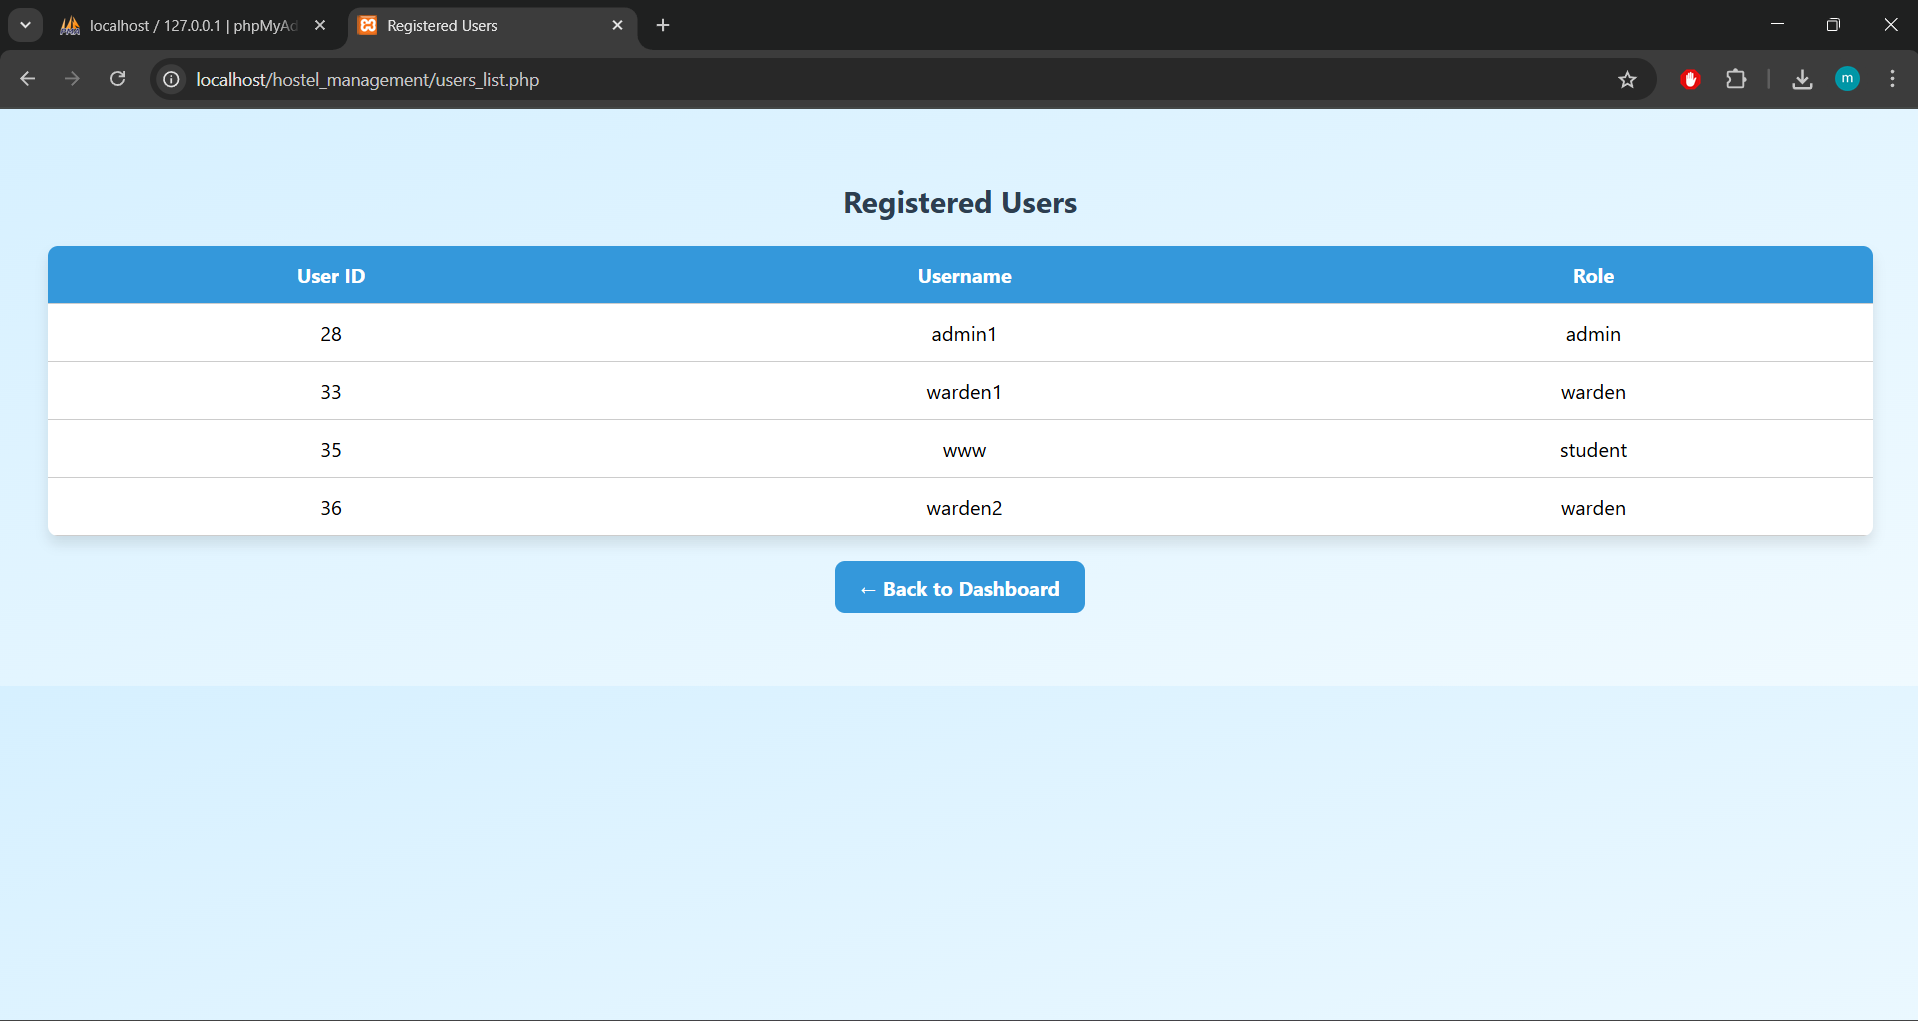 localhost / 127.0.0.1 | phpMyAd
Registered Users
localhost/hostel_management/users_list.php
m
Registered Users
User ID Username Role
28 admin1 admin
33 warden1 warden
35 www student
36 warden2 warden
← Back to Dashboard